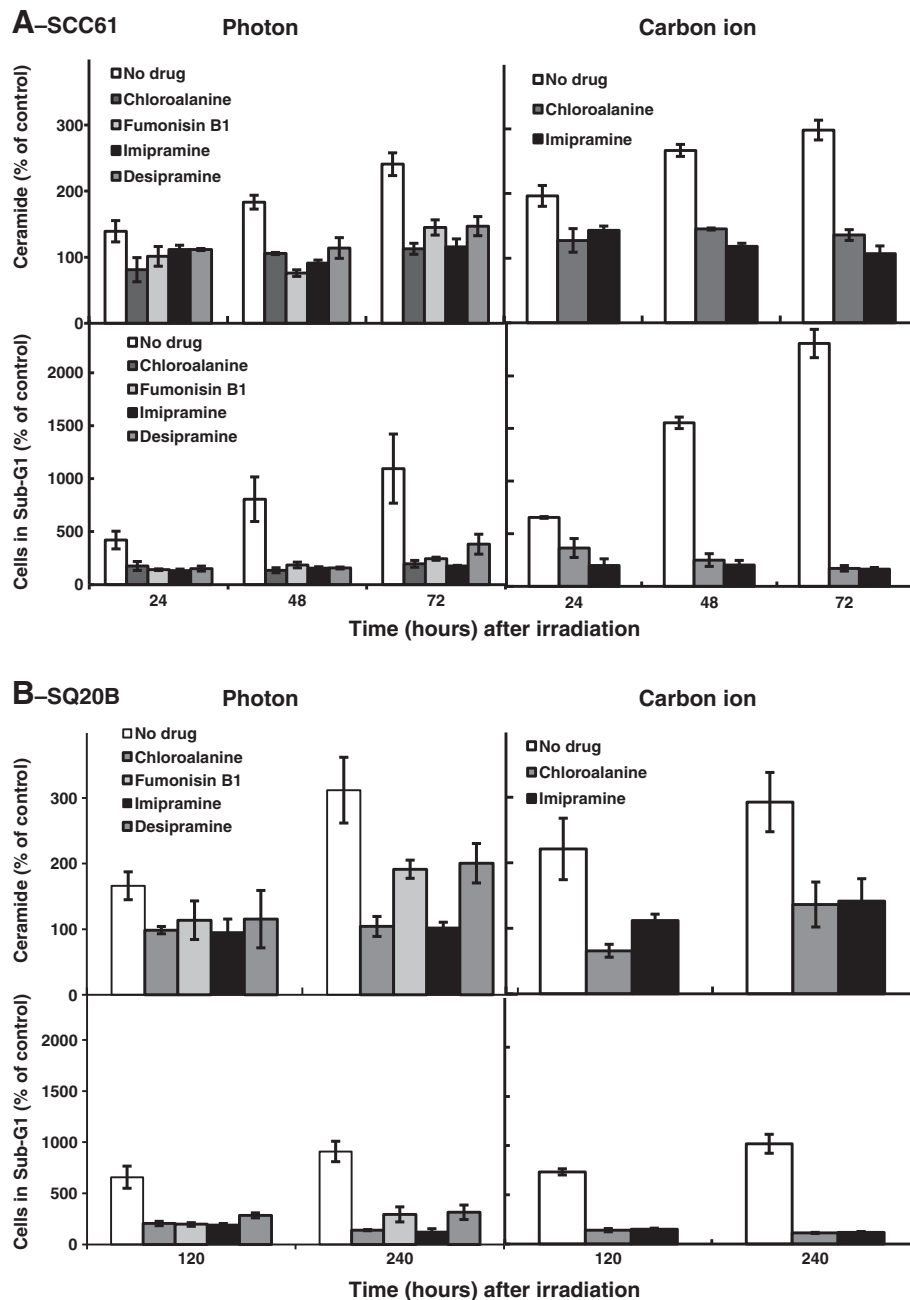 A–SCC61
Photon
Carbon ion
Ceramide (% of control)
300
200
100
0
No drug
Chloroalanine
Fumonisin B1
Imipramine
Desipramine
No drug
Chloroalanine
Imipramine
Cells in Sub-G1 (% of control)
2000
1500
1000
500
0
No drug
Chloroalanine
Fumonisin B1
Imipramine
Desipramine
24 48 72
24 48 72
Time (hours) after irradiation
B–SQ20B
Photon
Carbon ion
Ceramide (% of control)
300
200
100
0
No drug
Chloroalanine
Fumonisin B1
Imipramine
Desipramine
No drug
Chloroalanine
Imipramine
Cells in Sub-G1 (% of control)
2000
1500
1000
500
0
120 240
120 240
Time (hours) after irradiation